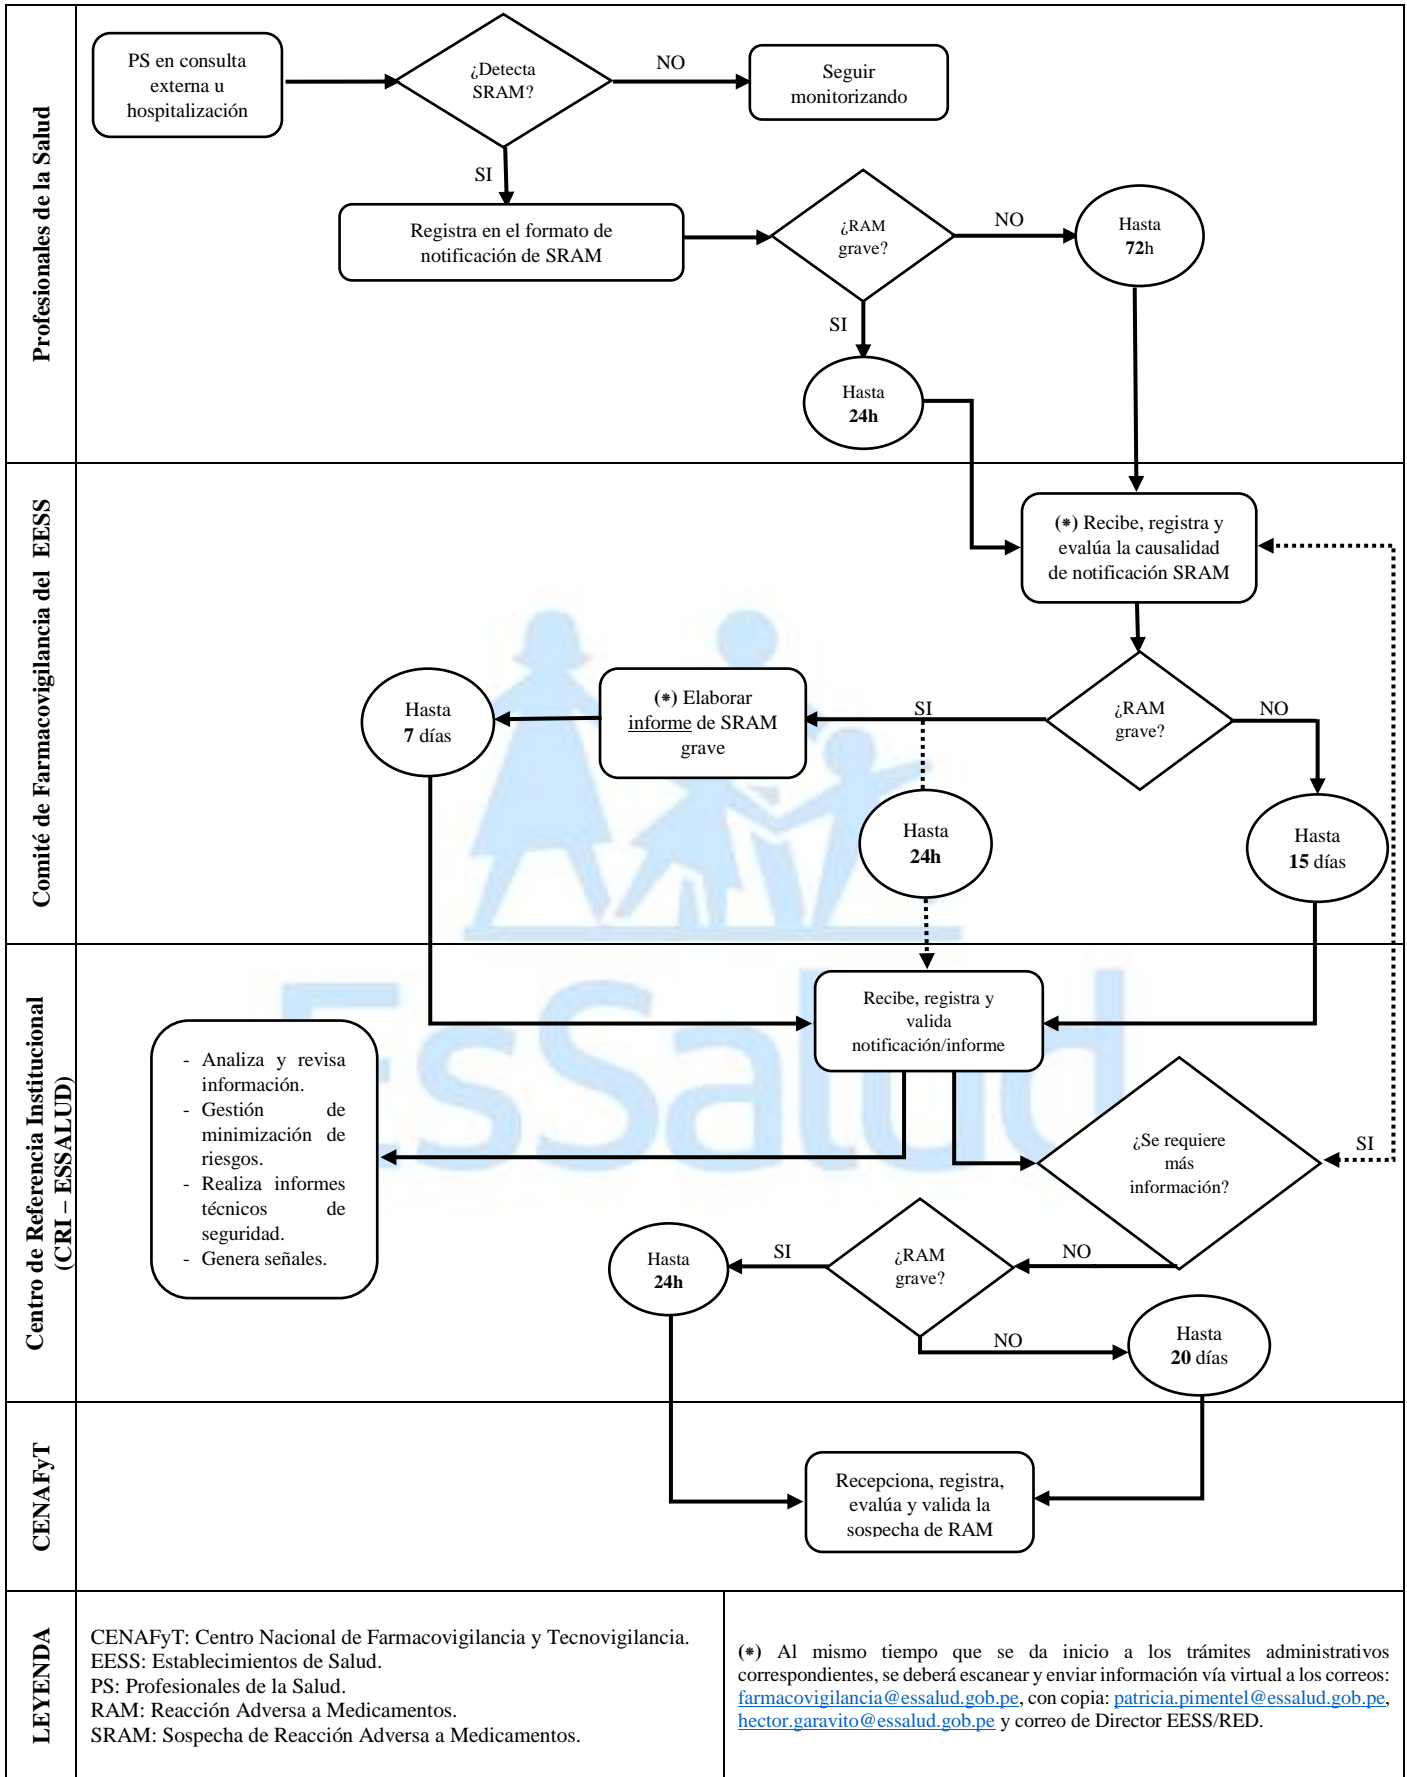 Profesionales de la Salud
PS en consulta
externa u
hospitalización
¿Detecta
SRAM?
NO
Seguir
monitorizando
SI
Registra en el formato de
notificación de SRAM
¿RAM
grave?
NO
Hasta
72h
SI
Hasta
24h
Comité de Farmacovigilancia del EESS
(*) Recibe, registra y
evalúa la causalidad
de notificación SRAM
¿RAM
grave?
SI
NO
(*) Elaborar
informe de SRAM
grave
Hasta
7 días
Hasta
24h
Hasta
15 días
EsSalud
Centro de Referencia Institucional
(CRI – ESSALUD)
Recibe, registra y
valida
notificación/informe
- Analiza y revisa
información.
- Gestión de
minimización de
riesgos.
- Realiza informes
técnicos de
seguridad.
- Genera señales.
¿Se requiere
más
información?
SI
NO
¿RAM
grave?
SI
Hasta
24h
NO
Hasta
20 días
CENAFyT
Recepciona, registra,
evalúa y valida la
sospecha de RAM
LEYENDA
CENAFyT: Centro Nacional de Farmacovigilancia y Tecnovigilancia.
EESS: Establecimientos de Salud.
PS: Profesionales de la Salud.
RAM: Reacción Adversa a Medicamentos.
SRAM: Sospecha de Reacción Adversa a Medicamentos.
(*) Al mismo tiempo que se da inicio a los trámites administrativos
correspondientes, se deberá escanear y enviar información vía virtual a los correos:
farmacovigilancia@essalud.gob.pe, con copia: patricia.pimentel@essalud.gob.pe,
hector.garavito@essalud.gob.pe y correo de Director EESS/RED.